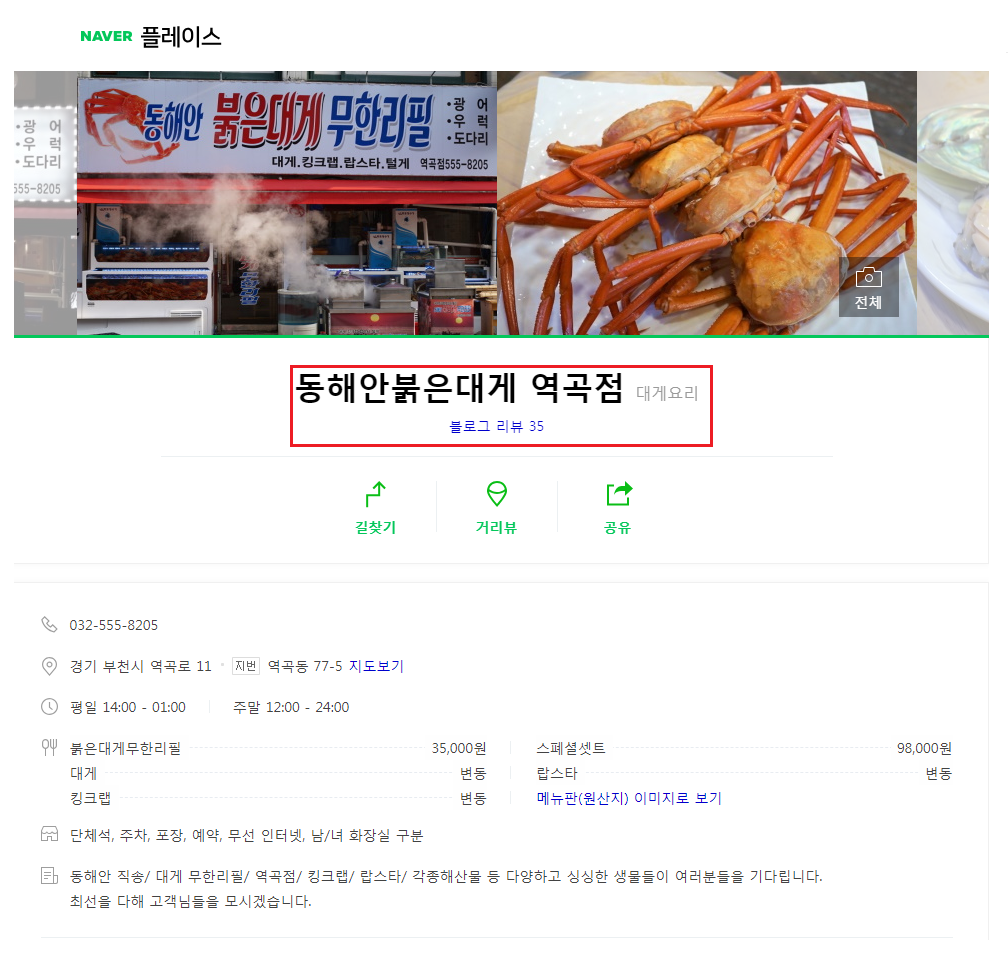 NAVER 플레이스
•광 어
•우 럭
•도다리
555-8205
동해안 붉은대게 무한리필
•광 어
•우 럭
•도다리
대게.킹크랩.랍스타.털게 역곡점555-8205
전체
동해안붉은대게 역곡점 대게요리
블로그 리뷰 35
길찾기 거리뷰 공유
032-555-8205
경기 부천시 역곡로 11 지번 역곡동 77-5 지도보기
평일 14:00 - 01:00 주말 12:00 - 24:00
붉은대게무한리필 35,000원 스페셜셋트 98,000원
대게 변동 랍스타 변동
킹크랩 변동 메뉴판(원산지) 이미지로 보기
단체석, 주차, 포장, 예약, 무선 인터넷, 남/녀 화장실 구분
동해안 직송/ 대게 무한리필/ 역곡점/ 킹크랩/ 랍스타/ 각종해산물 등 다양하고 싱싱한 생물들이 여러분들을 기다립니다.
최선을 다해 고객님들을 모시겠습니다.